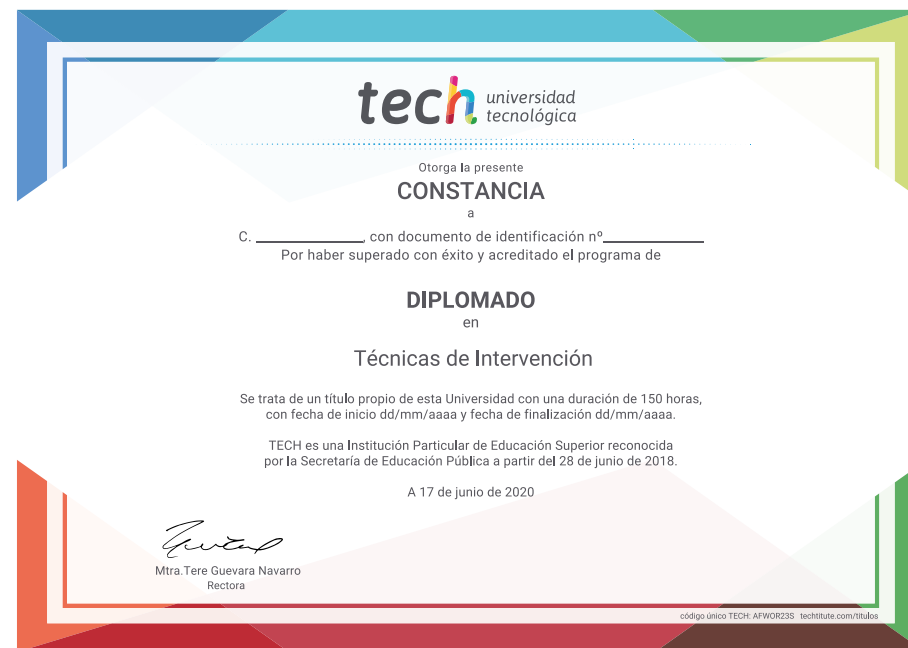 tech universidad
tecnológica
Otorga la presente
CONSTANCIA
a
C. ______________, con documento de identificación nº_____________
Por haber superado con éxito y acreditado el programa de
DIPLOMADO
en
Técnicas de Intervención
Se trata de un título propio de esta Universidad con una duración de 150 horas,
con fecha de inicio dd/mm/aaaa y fecha de finalización dd/mm/aaaa.
TECH es una Institución Particular de Educación Superior reconocida
por la Secretaría de Educación Pública a partir del 28 de junio de 2018.
A 17 de junio de 2020
Mtra.Tere Guevara Navarro
Rectora
código único TECH: AFWOR23S techtitute.com/titulos